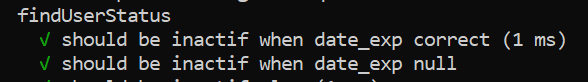 findUserStatus
√ should be inactif when date_exp correct (1 ms)
√ should be inactif when date_exp null